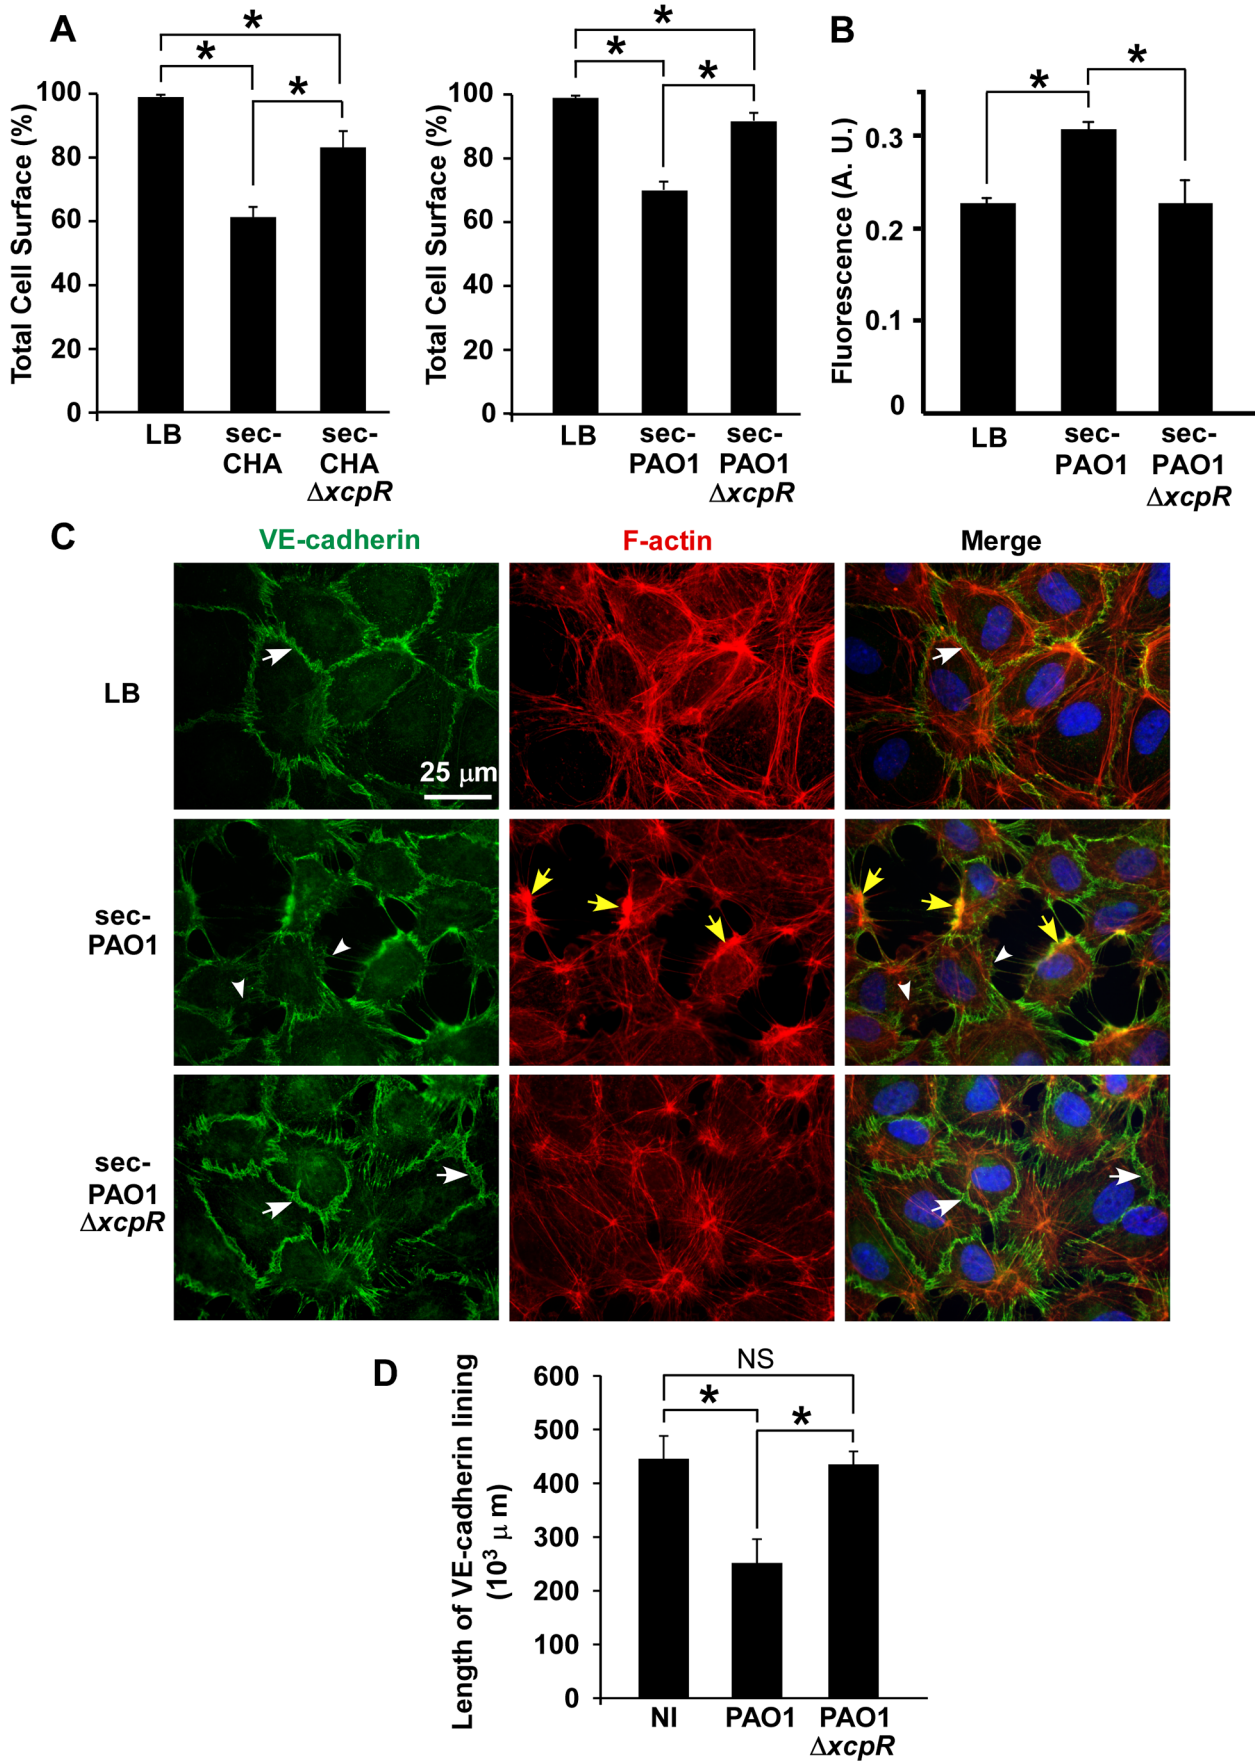 A
*
*
*
Total Cell Surface (%)
100
80
60
40
20
0
LB
sec-
CHA
sec-
CHA
ΔxcpR
*
*
*
Total Cell Surface (%)
100
80
60
40
20
0
LB
sec-
PAO1
sec-
PAO1
ΔxcpR
B
*
*
Fluorescence (A. U.)
0.3
0.2
0.1
0
LB
sec-
PAO1
sec-
PAO1
ΔxcpR
C
VE-cadherin
F-actin
Merge
LB
25 μm
sec-
PAO1
sec-
PAO1
ΔxcpR
D
NS
*
*
Length of VE-cadherin lining
(10³ μ m)
600
500
400
300
200
100
0
NI
PAO1
PAO1
ΔxcpR